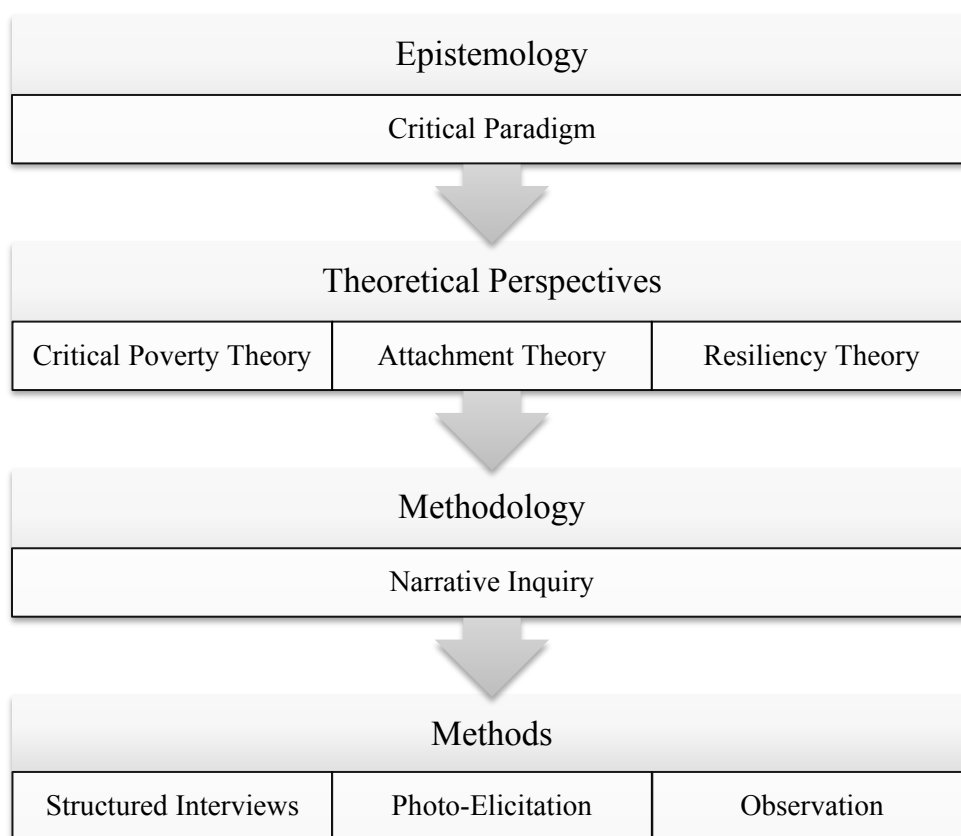 Epistemology
Critical Paradigm
Theoretical Perspectives
Critical Poverty Theory
Attachment Theory
Resiliency Theory
Methodology
Narrative Inquiry
Methods
Structured Interviews
Photo-Elicitation
Observation